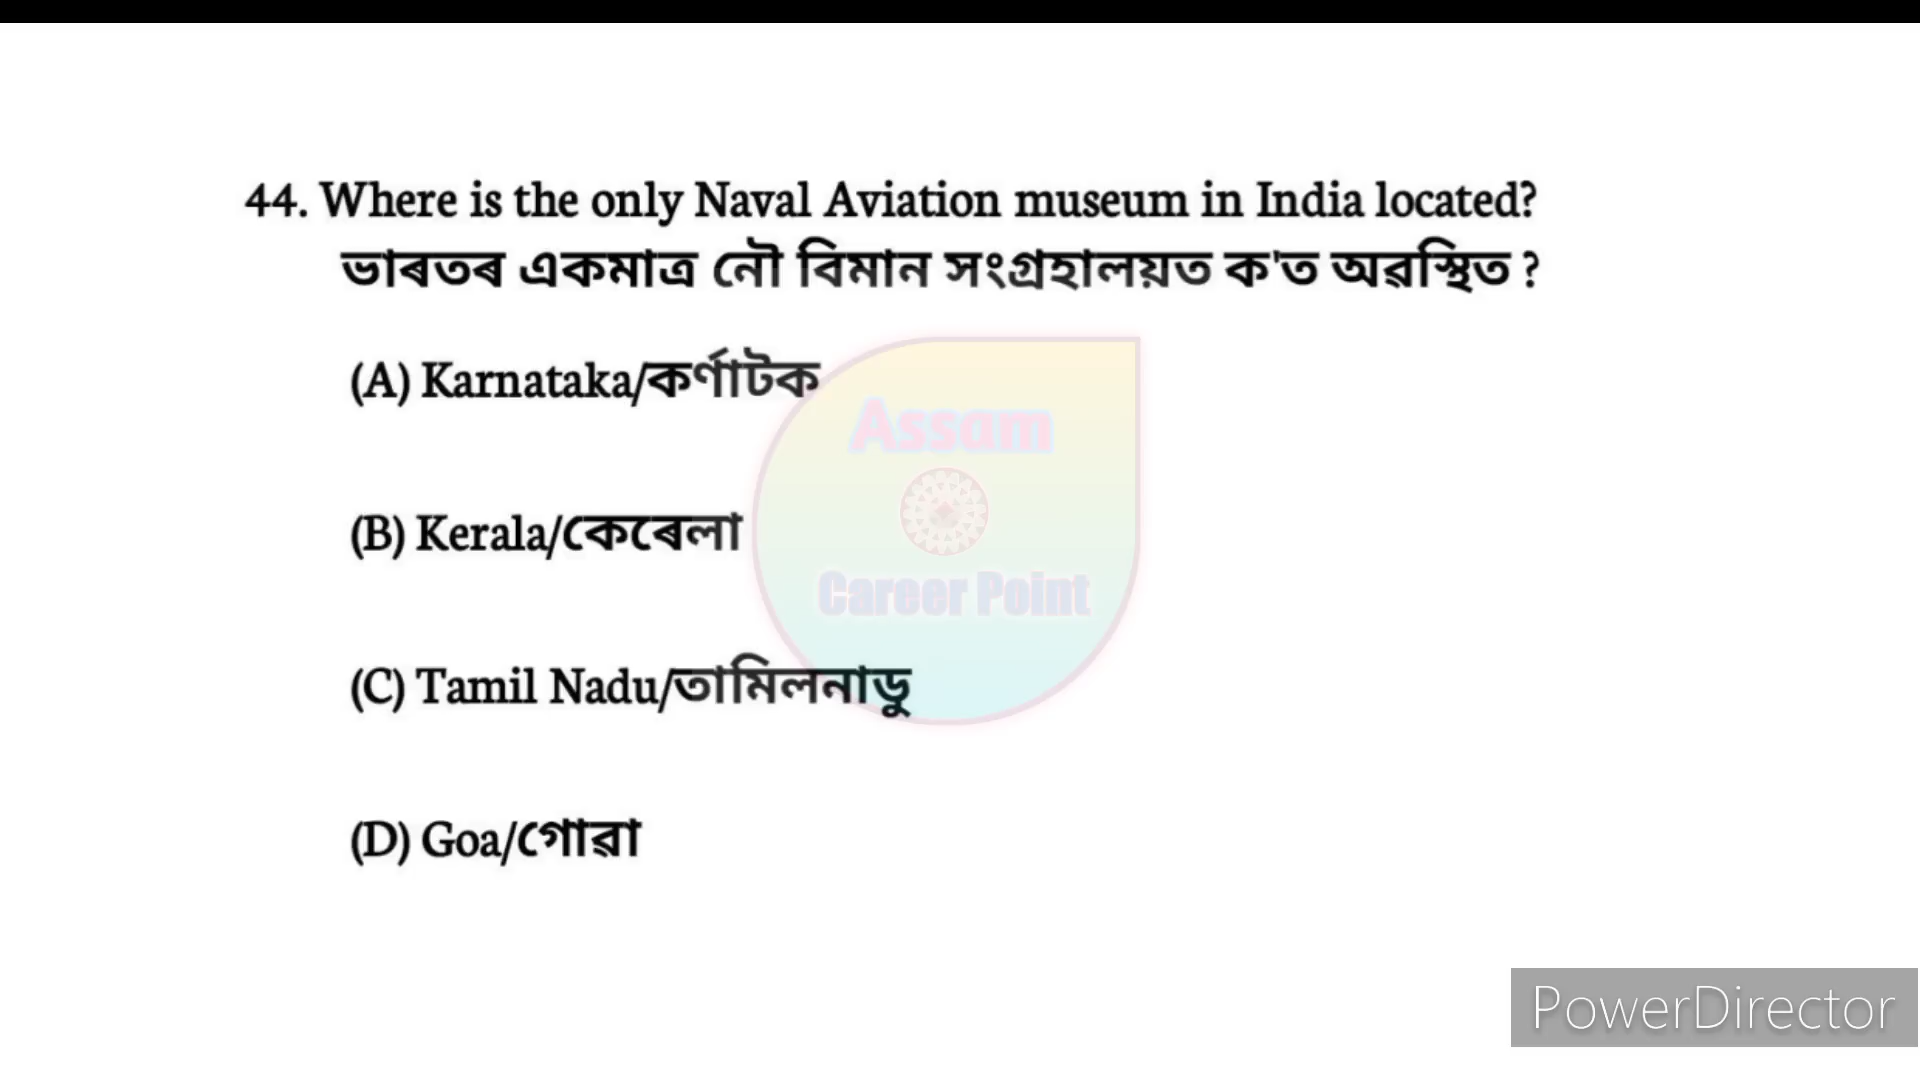 44. Where is the only Naval Aviation museum in India located?
ভাৰতৰ একমাত্ৰ নৌ বিমান সংগ্ৰহালয়ত ক'ত অৱস্থিত ?
(A) Karnataka/কৰ্ণাটক
Assam
(B) Kerala/কেৰেলা
Career Point
(C) Tamil Nadu/তামিলনাডু
(D) Goa/গোৱা
PowerDirector